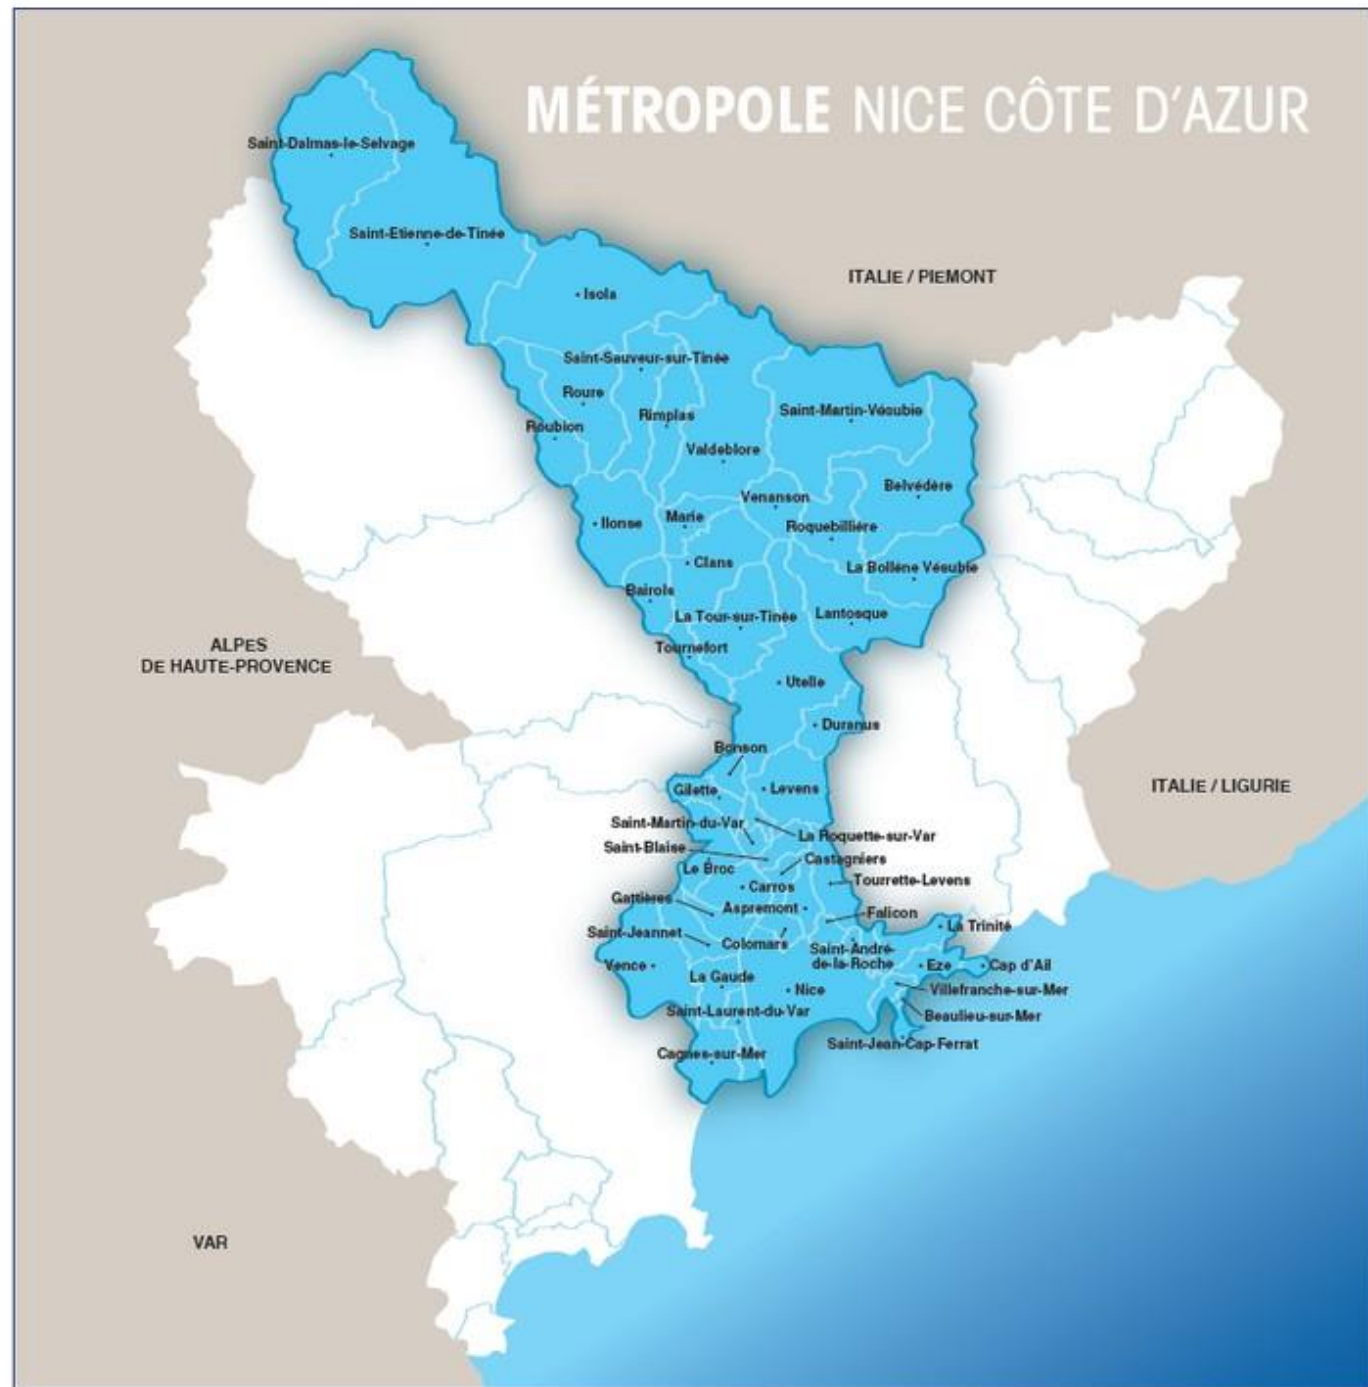 MÉTROPOLE NICE CÔTE D'AZUR
Saint-Dalmas-le-Selvage
Saint-Etienne-de-Tinée
ITALIE / PIEMONT
Isola
Saint-Sauveur-sur-Tinée
Roure
Rimplas
Saint-Martin-Vésubie
Roubion
Valdeblore
Belvédère
Venanson
Ilonse
Marie
Roquebillière
Clans
La Bollène Vésubie
Bairols
La Tour-sur-Tinée
Lantosque
ALPES
DE HAUTE-PROVENCE
Tournefort
Utelle
Duranus
Bonson
Gilette
Levens
ITALIE / LIGURIE
Saint-Martin-du-Var
La Roquette-sur-Var
Saint-Blaise
Castagniers
Le Broc
Tourrette-Levens
Carros
Gattières
Aspremont
Falicon
La Trinité
Saint-Jeannet
Colomars
Saint-André-
de-la-Roche
Vence
Eze
Cap d'Ail
La Gaude
Nice
Villefranche-sur-Mer
Saint-Laurent-du-Var
Beaulieu-sur-Mer
Saint-Jean-Cap-Ferrat
Cagnes-sur-Mer
VAR